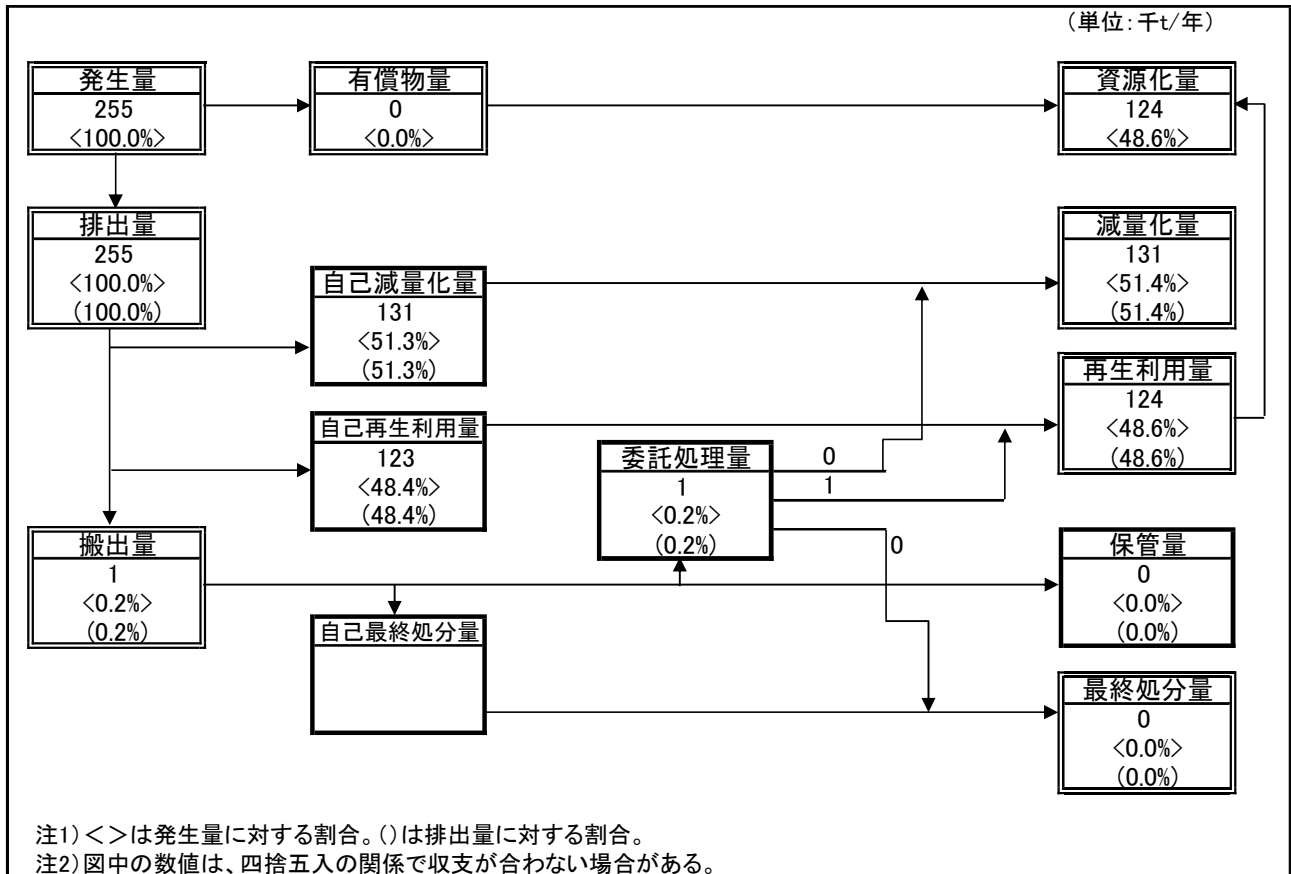 (単位:千t/年)
発生量
255
<100.0%>
有償物量
0
<0.0%>
資源化量
124
<48.6%>
排出量
255
<100.0%>
(100.0%)
自己減量化量
131
<51.3%>
(51.3%)
減量化量
131
<51.4%>
(51.4%)
自己再生利用量
123
<48.4%>
(48.4%)
委託処理量
1
<0.2%>
(0.2%)
0
1
0
再生利用量
124
<48.6%>
(48.6%)
搬出量
1
<0.2%>
(0.2%)
自己最終処分量
保管量
0
<0.0%>
(0.0%)
最終処分量
0
<0.0%>
(0.0%)
注1)<>は発生量に対する割合。()は排出量に対する割合。
注2)図中の数値は、四捨五入の関係で収支が合わない場合がある。